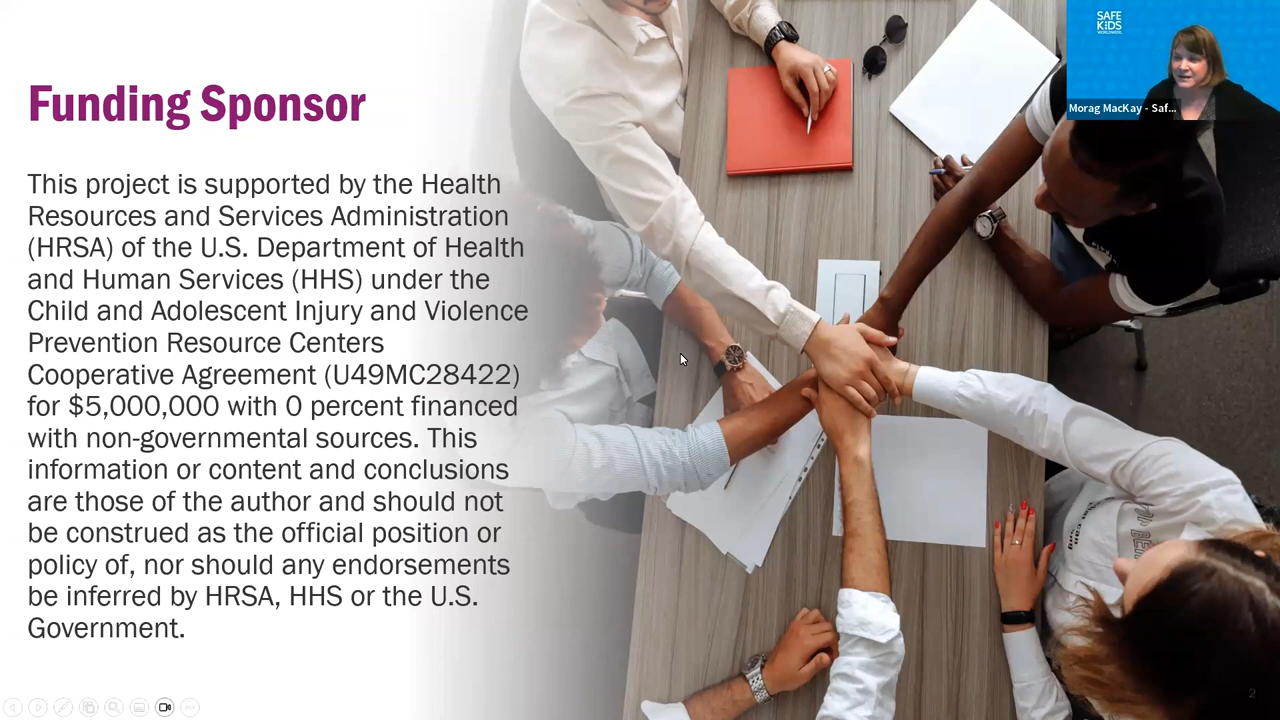 Funding Sponsor
This project is supported by the Health
Resources and Services Administration
(HRSA) of the U.S. Department of Health
and Human Services (HHS) under the
Child and Adolescent Injury and Violence
Prevention Resource Centers
Cooperative Agreement (U49MC28422)
for $5,000,000 with 0 percent financed
with non-governmental sources. This
information or content and conclusions
are those of the author and should not
be construed as the official position or
policy of, nor should any endorsements
be inferred by HRSA, HHS or the U.S.
Government.
SAFE
KIDS
WORLDWIDE
Morag MacKay - Saf...
2